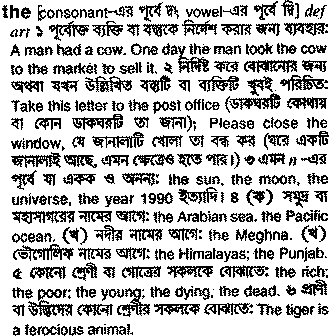 the [consonant-এর পূর্বে দ্য, vowel-এর পূর্বে দ্যি] def
art ১ পূর্বোক্ত ব্যক্তি বা বস্তুকে নির্দেশ করার জন্য ব্যবহার:
A man had a cow. One day the man took the cow
to the market to sell it. ২ নির্দিষ্ট করে বোঝানোর জন্য
অথবা যখন উল্লিখিত বস্তুটি বা ব্যক্তিটি খুবই পরিচিত:
Take this letter to the post office (ডাকঘরটি কোথায়
বা কোন ডাকঘরটি তা জানা); Please close the
window, যে জানালাটি খোলা তা বন্ধ কর (ঘরে একটি
জানালাই আছে, এমন ক্ষেত্রেও হতে পারে।) ৩ এমন n -এর
পূর্বে যা একক ও অনন্য: the sun, the moon, the
universe, the year 1990 ইত্যাদি। ৪ (ক) সমুদ্র বা
মহাসাগরের নামের আগে: the Arabian sea. the Pacific
ocean. (খ) নদীর নামের আগে: the Meghna. (খ)
ভৌগোলিক নামের আগে: the Himalayas; the Punjab.
৫ কোনো শ্রেণী বা গোত্রের সকলকে বোঝাতে: the rich;
the poor; the young; the dying, the dead. ৬ প্রাণী
বা উদ্ভিদের কোনো শ্রেণীর সকলকে বোঝাতে: The tiger is
a ferocious animal.